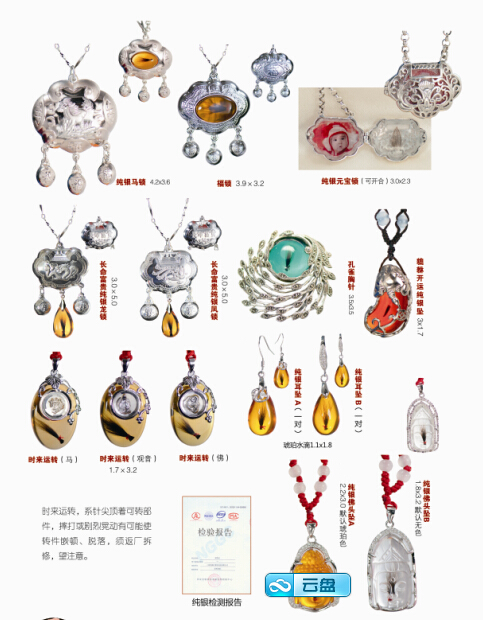 纯银马锁 4.2x3.6
福锁 3.9×3.2
纯银元宝锁（可开合）3.0x2.3
长命富贵纯银龙锁 3.0×5.0
长命富贵纯银凤锁 3.0×5.0
孔雀胸针 3.5x3.5
貔貅开运纯银坠 3x1.7
纯银耳坠A（一对）
纯银耳坠B（一对）
琥珀水滴1.1x1.8
时来运转（马）
时来运转（观音）
时来运转（佛）
1.7×3.2
时来运转，系针尖顶着可转部
件，摔打或剧烈晃动有可能使
转件嵌顿、脱落，须返厂拆
修，望注意。
检验报告
纯银检测报告
纯银佛头坠A
2.2x3.0 默认琥珀色
纯银佛头坠B
1.8x3.2 默认无色
云盘